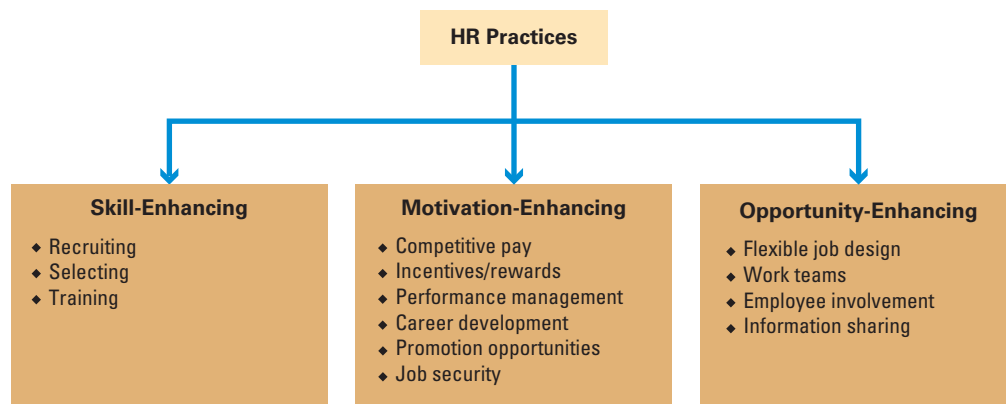 HR Practices
Skill-Enhancing
◆ Recruiting
◆ Selecting
◆ Training
Motivation-Enhancing
◆ Competitive pay
◆ Incentives/rewards
◆ Performance management
◆ Career development
◆ Promotion opportunities
◆ Job security
Opportunity-Enhancing
◆ Flexible job design
◆ Work teams
◆ Employee involvement
◆ Information sharing